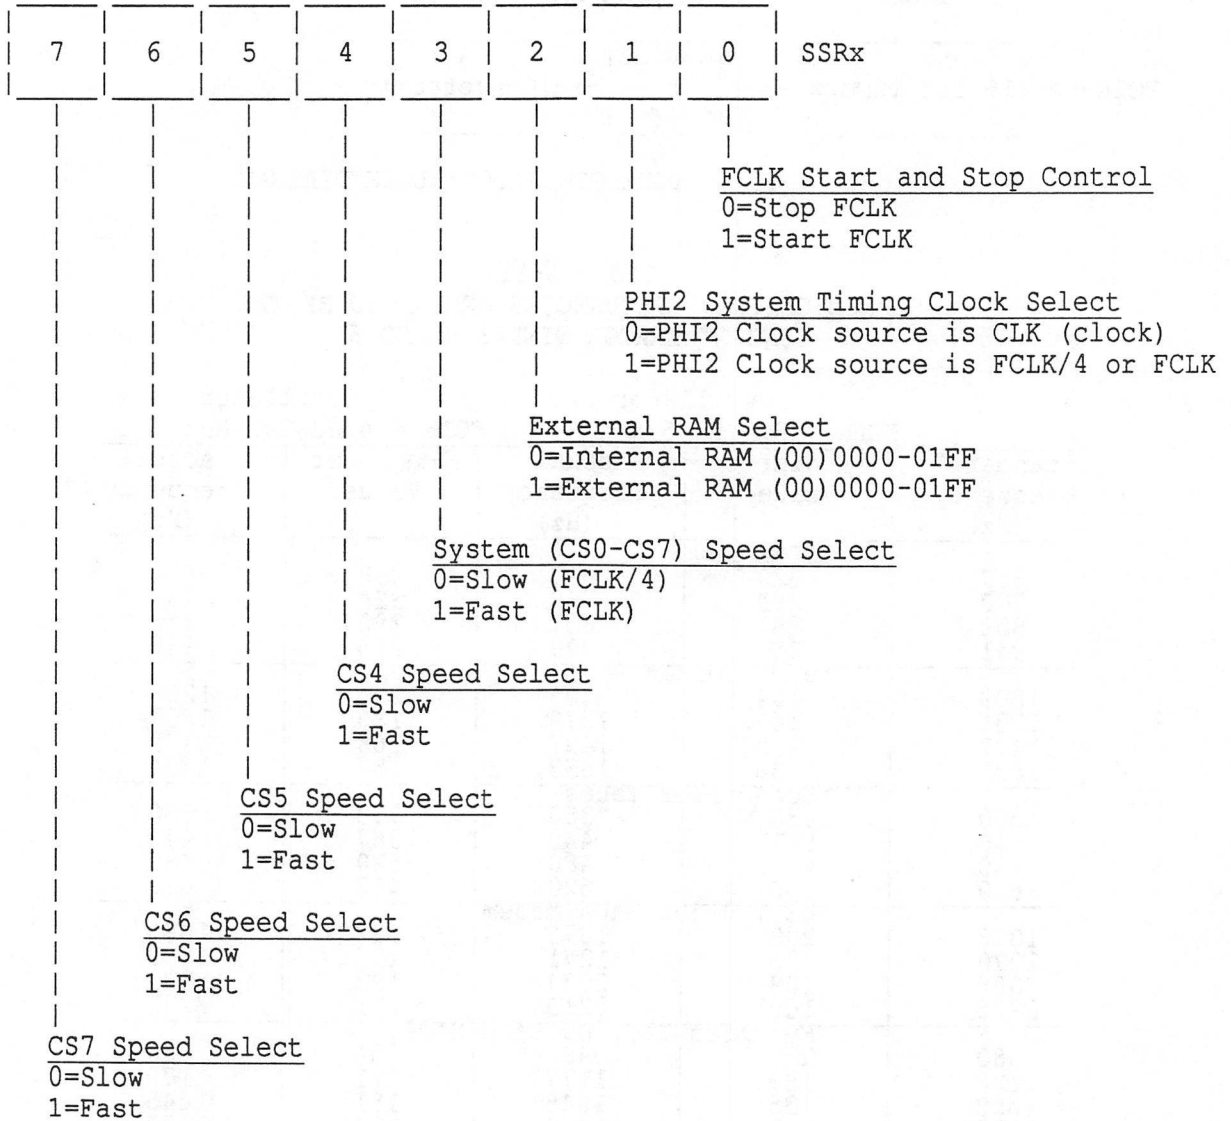 7 6 5 4 3 2 1 0 SSRx
FCLK Start and Stop Control
0=Stop FCLK
1=Start FCLK
PHI2 System Timing Clock Select
0=PHI2 Clock source is CLK (clock)
1=PHI2 Clock source is FCLK/4 or FCLK
External RAM Select
0=Internal RAM (00)0000-01FF
1=External RAM (00)0000-01FF
System (CS0-CS7) Speed Select
0=Slow (FCLK/4)
1=Fast (FCLK)
CS4 Speed Select
0=Slow
1=Fast
CS5 Speed Select
0=Slow
1=Fast
CS6 Speed Select
0=Slow
1=Fast
CS7 Speed Select
0=Slow
1=Fast